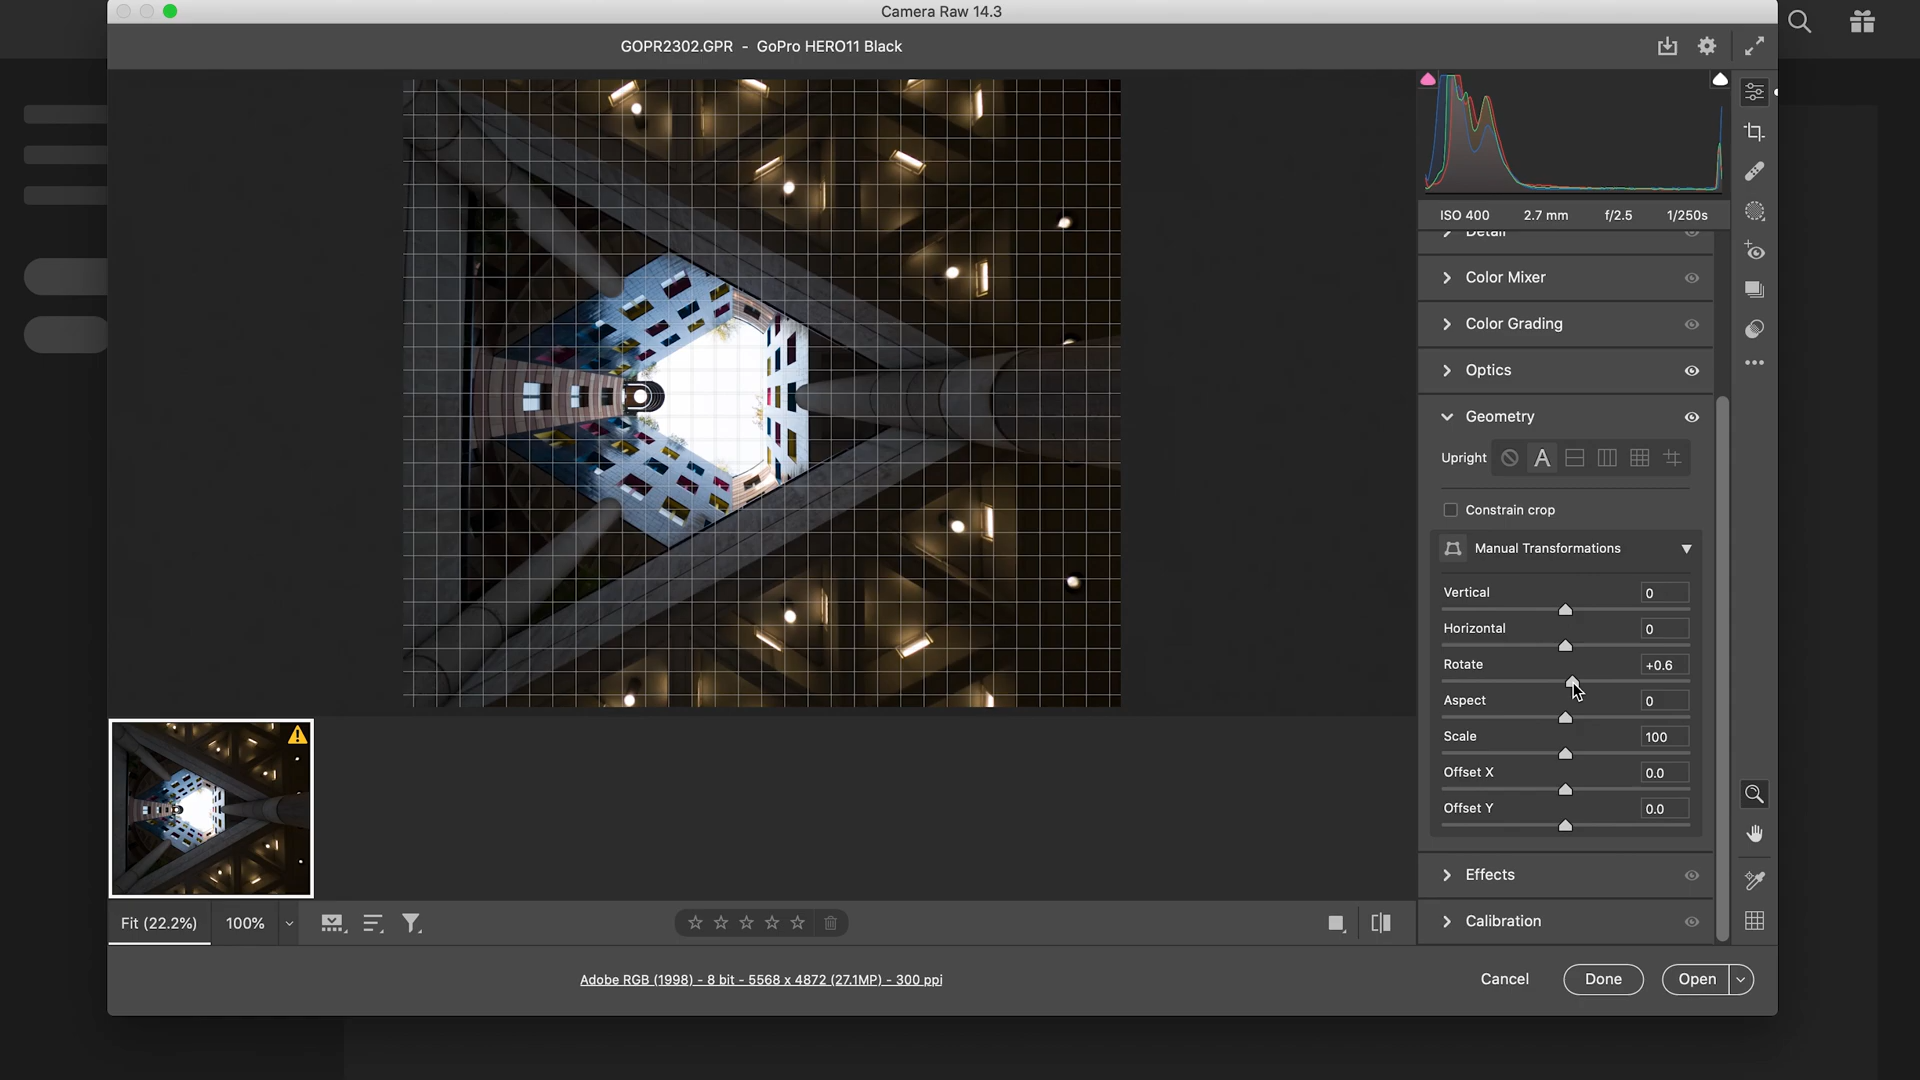 Camera Raw 14.3
GOPR2302.GPR - GoPro HERO11 Black
ISO 400 2.7 mm f/2.5 1/250s
Detail
Color Mixer
Color Grading
Optics
Geometry
Upright
A
Constrain crop
Manual Transformations
Vertical 0
Horizontal 0
Rotate +0.6
Aspect 0
Scale 100
Offset X 0.0
Offset Y 0.0
Effects
Calibration
Fit (22.2%) 100%
Adobe RGB (1998) - 8 bit - 5568 x 4872 (27.1MP) - 300 ppi
Cancel Done Open